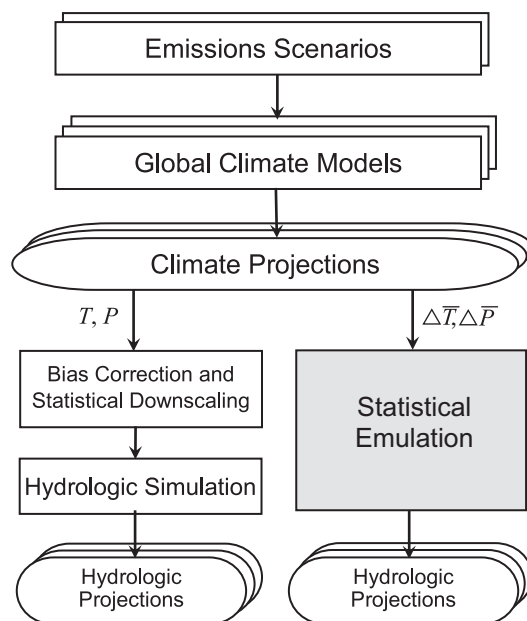 Emissions Scenarios
Global Climate Models
Climate Projections
T, P
△T̅,△P̅
Bias Correction and
Statistical Downscaling
Hydrologic Simulation
Hydrologic
Projections
Statistical
Emulation
Hydrologic
Projections